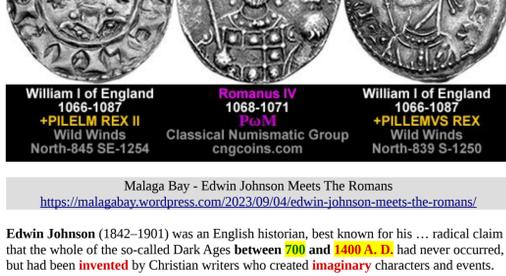 William I of England Romanus IV William I of England
1066-1087 1068-1071 1066-1087
+PILELM REX II PωM +PILLEMVS REX
Wild Winds Classical Numismatic Group Wild Winds
North-845 SE-1254 cngcoins.com North-839 S-1250
Malaga Bay - Edwin Johnson Meets The Romans
https://malagabay.wordpress.com/2023/09/04/edwin-johnson-meets-the-romans/
Edwin Johnson (1842–1901) was an English historian, best known for his … radical claim
that the whole of the so-called Dark Ages between 700 and 1400 A. D. had never occurred,
but had been invented by Christian writers who created imaginary characters and events.